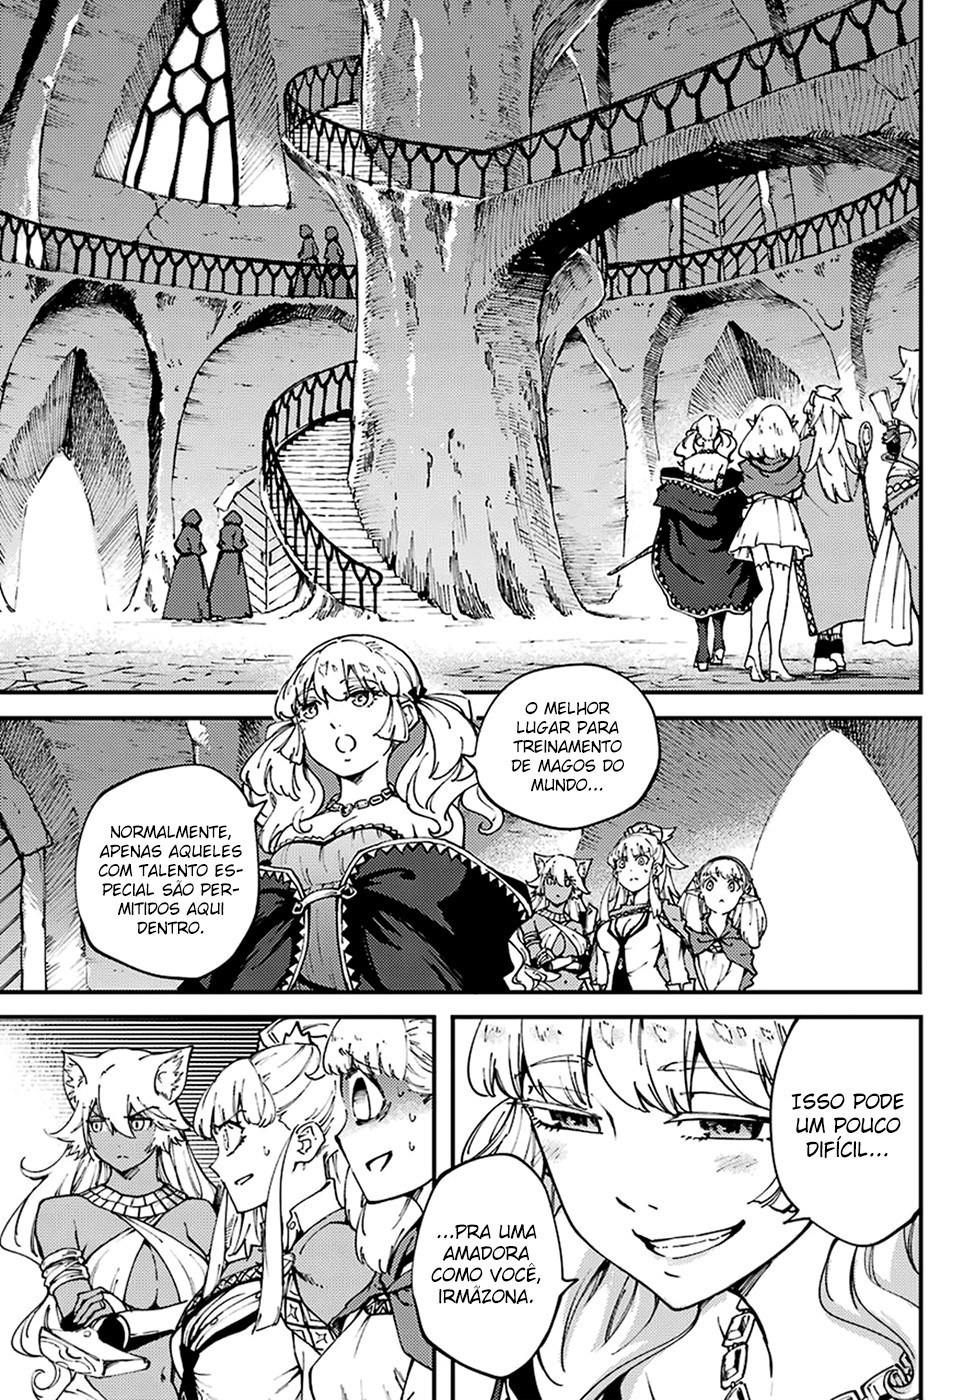 O MELHOR
LUGAR PARA
TREINAMENTO
DE MAGOS DO
MUNDO...
NORMALMENTE,
APENAS AQUELES
COM TALENTO ES-
PECIAL SÃO PER-
MITIDOS AQUI
DENTRO.
ISSO PODE
UM POUCO
DIFÍCIL...
...PRA UMA
AMADORA
COMO VOCÊ,
IRMÃZONA.